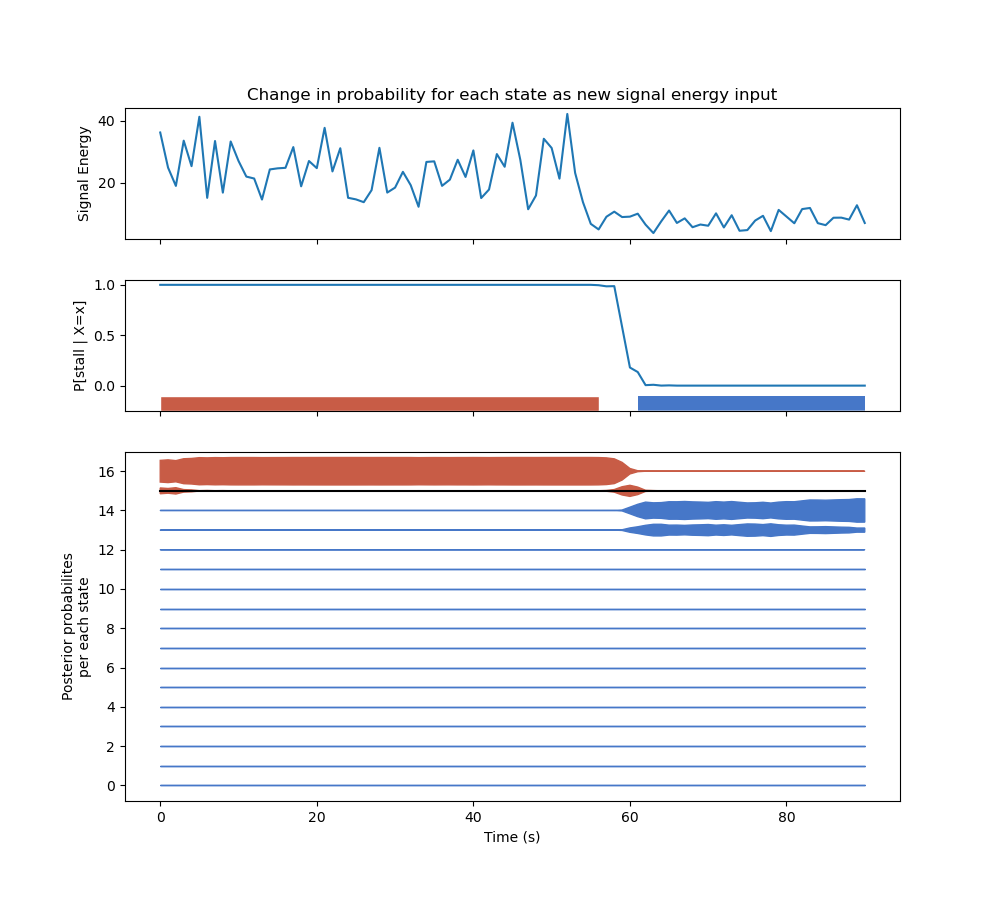 Change in probability for each state as new signal energy input
Signal Energy
40
20
P[stall | X=x]
1.0
0.5
0.0
Posterior probabilites
per each state
16
14
12
10
8
6
4
2
0
0 20 40 60 80
Time (s)